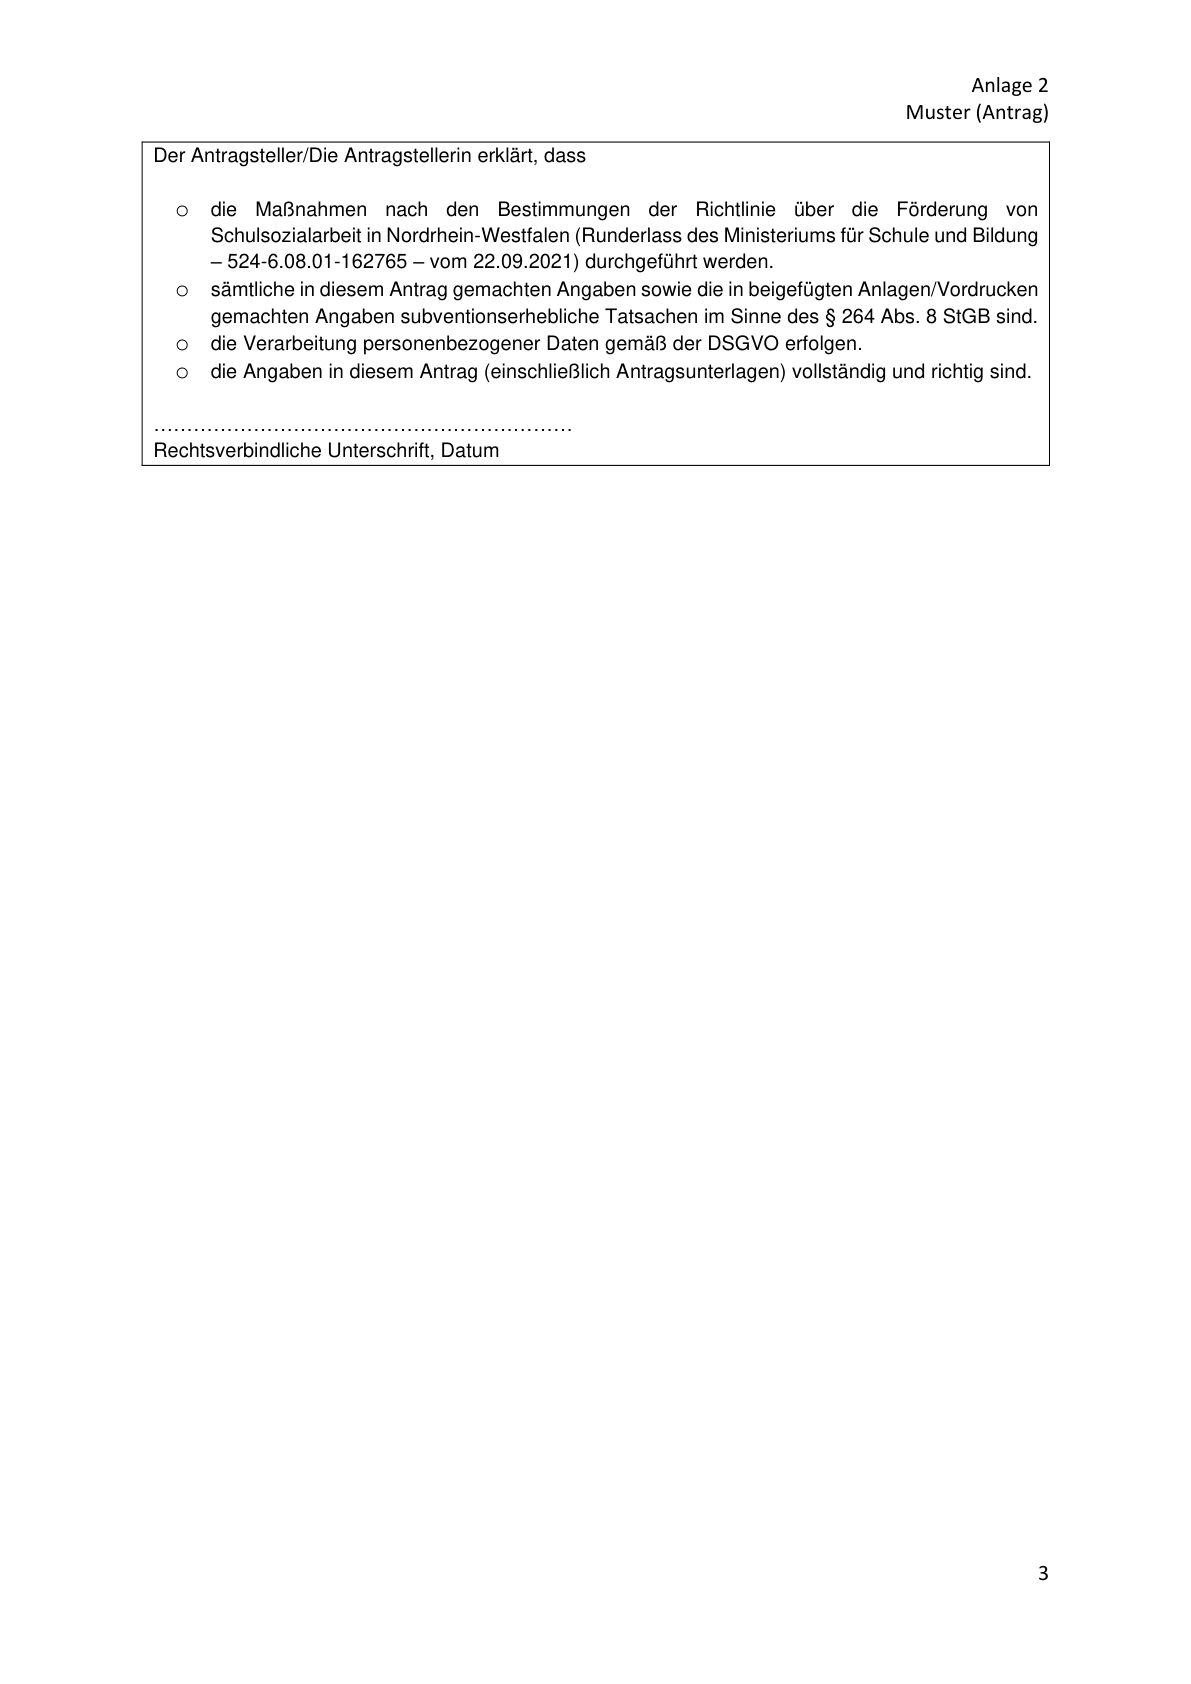 Anlage 2
Muster (Antrag)
Der Antragsteller/Die Antragstellerin erklärt, dass
o die Maßnahmen nach den Bestimmungen der Richtlinie über die Förderung von
Schulsozialarbeit in Nordrhein-Westfalen (Runderlass des Ministeriums für Schule und Bildung
– 524-6.08.01-162765 – vom 22.09.2021) durchgeführt werden.
o sämtliche in diesem Antrag gemachten Angaben sowie die in beigefügten Anlagen/Vordrucken
gemachten Angaben subventionserhebliche Tatsachen im Sinne des § 264 Abs. 8 StGB sind.
o die Verarbeitung personenbezogener Daten gemäß der DSGVO erfolgen.
o die Angaben in diesem Antrag (einschließlich Antragsunterlagen) vollständig und richtig sind.
………………………………………………………
Rechtsverbindliche Unterschrift, Datum
3